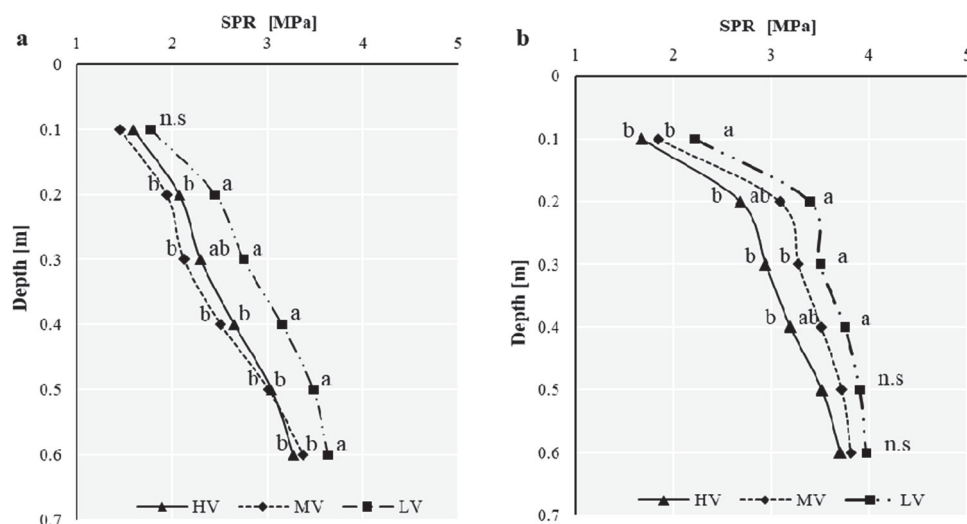 a
SPR [MPa]
1 2 3 4 5
0
0.1
0.2
0.3
0.4
0.5
0.6
0.7
Depth [m]
n.s
b b a
b ab a
b b a
b b a
b b a
HV MV LV
b
SPR [MPa]
1 2 3 4 5
0
0.1
0.2
0.3
0.4
0.5
0.6
0.7
Depth [m]
b b a
b ab a
b b a
b ab a
n.s
n.s
HV MV LV